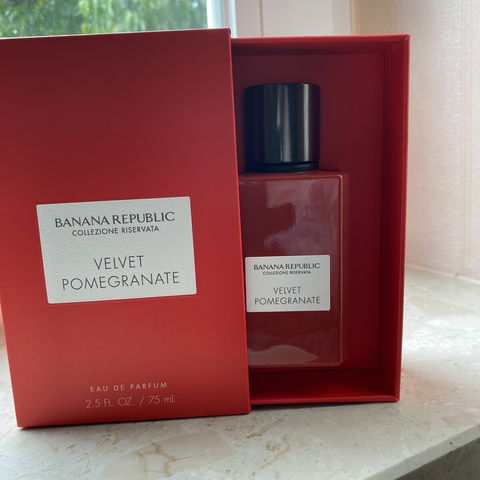 BANANA REPUBLIC
COLLEZIONE RISERVATA
VELVET
POMEGRANATE
EAU DE PARFUM
2.5 FL. OZ. / 75 mL
BANANA REPUBLIC
COLLEZIONE RISERVATA
VELVET
POMEGRANATE